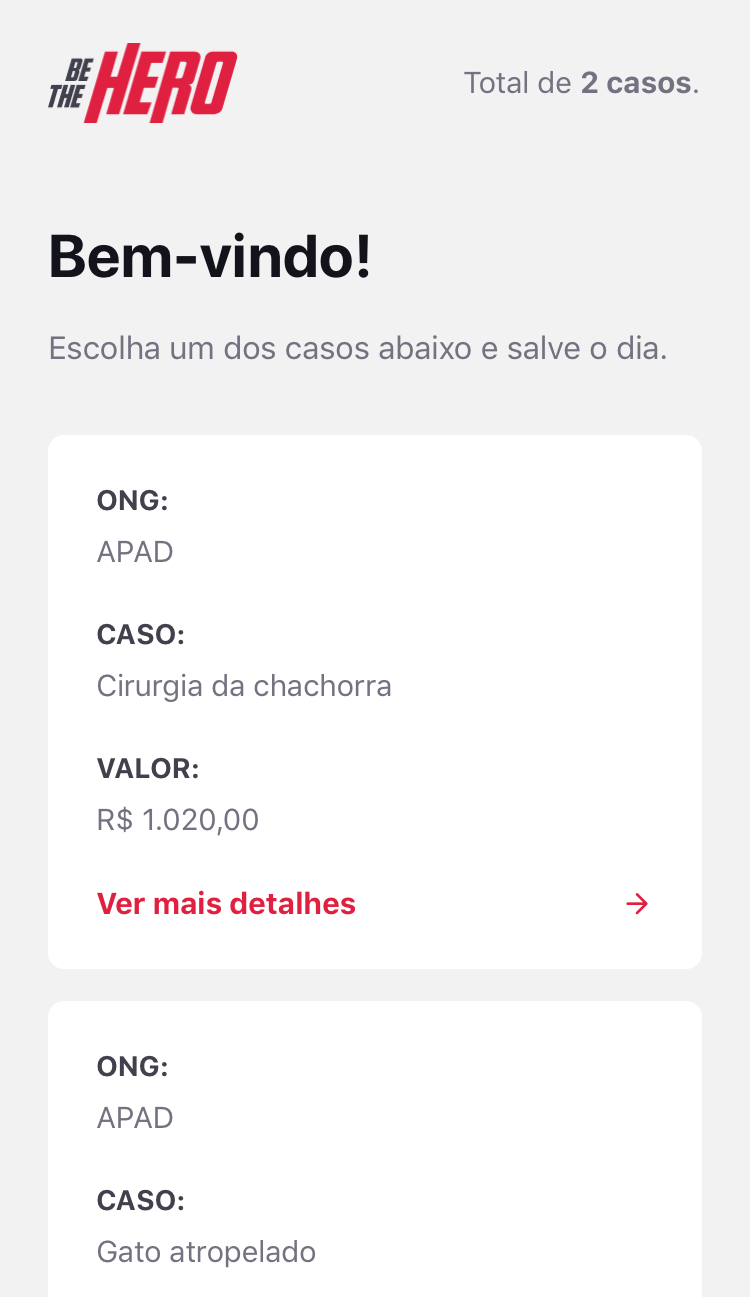 BE
THE HERO
Total de 2 casos.
Bem-vindo!
Escolha um dos casos abaixo e salve o dia.
ONG:
APAD
CASO:
Cirurgia da chachorra
VALOR:
R$ 1.020,00
Ver mais detalhes
ONG:
APAD
CASO:
Gato atropelado